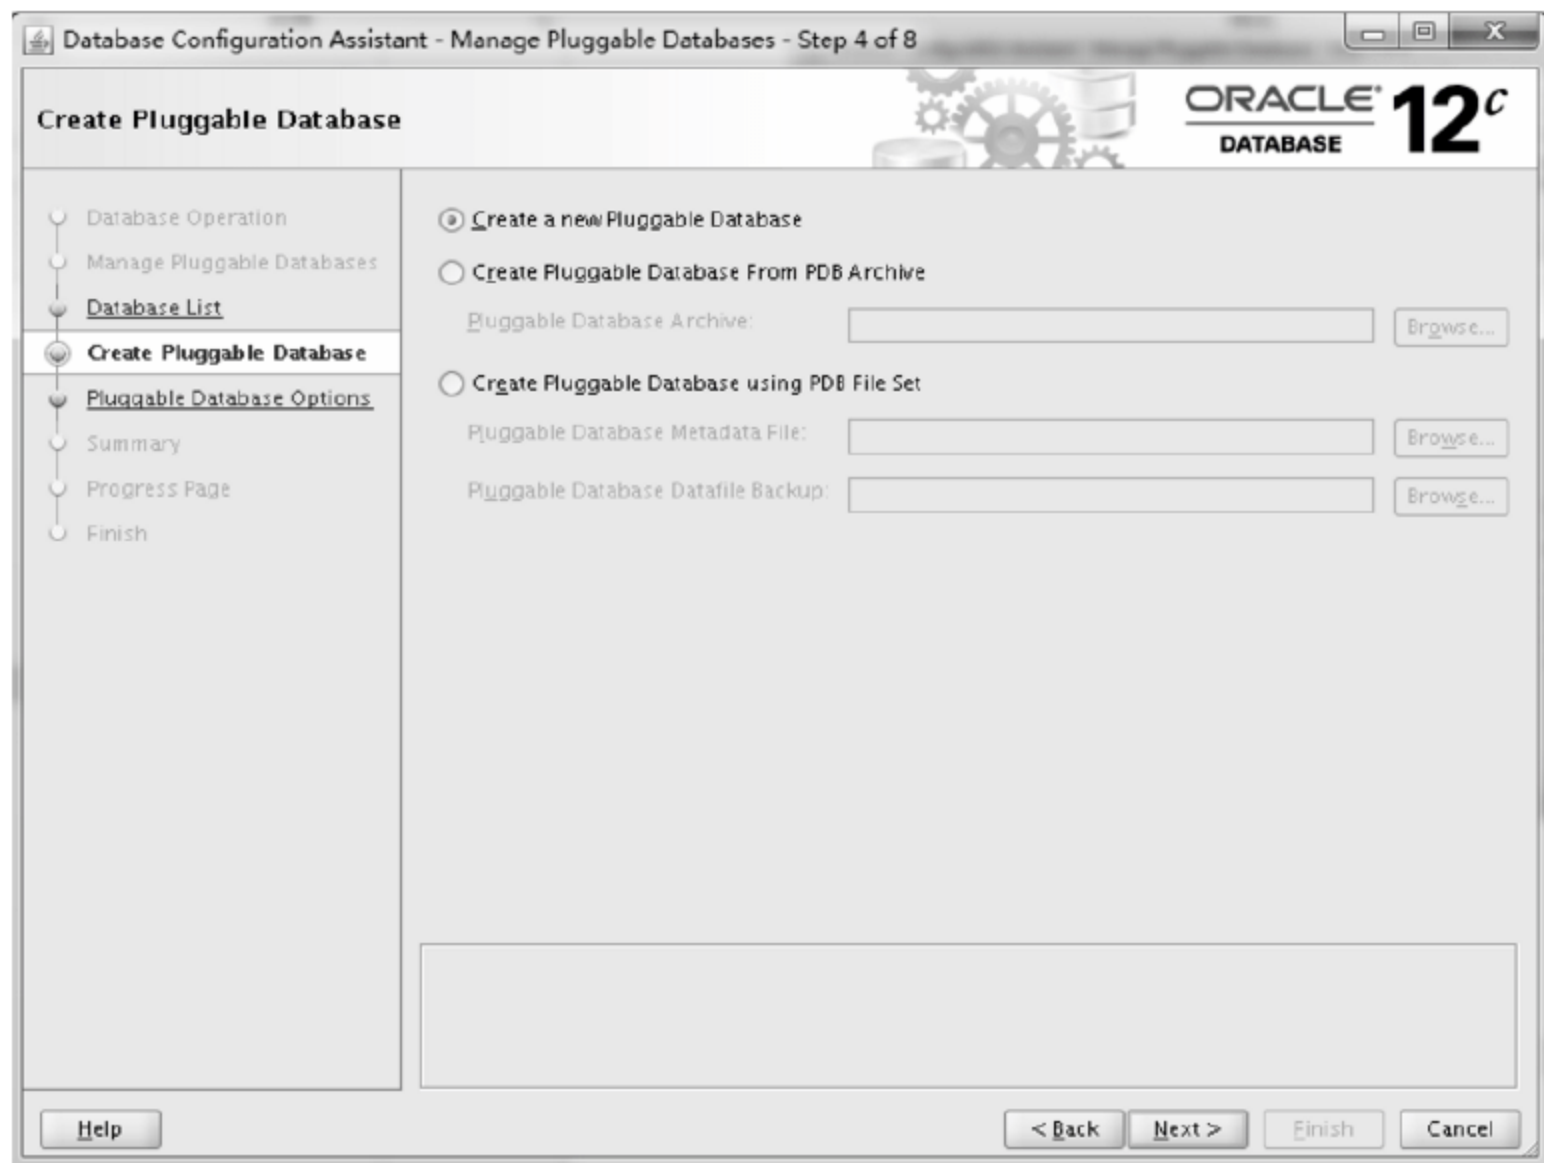 Database Configuration Assistant - Manage Pluggable Databases - Step 4 of 8
Create Pluggable Database
ORACLE
DATABASE
12c
Database Operation
Manage Pluggable Databases
Database List
Create Pluggable Database
Pluggable Database Options
Summary
Progress Page
Finish
Create a new Pluggable Database
Create Pluggable Database From PDB Archive
Pluggable Database Archive: Browse...
Create Pluggable Database using PDB File Set
Pluggable Database Metadata File: Browse...
Pluggable Database Datafile Backup: Browse...
Help < Back Next > Finish Cancel